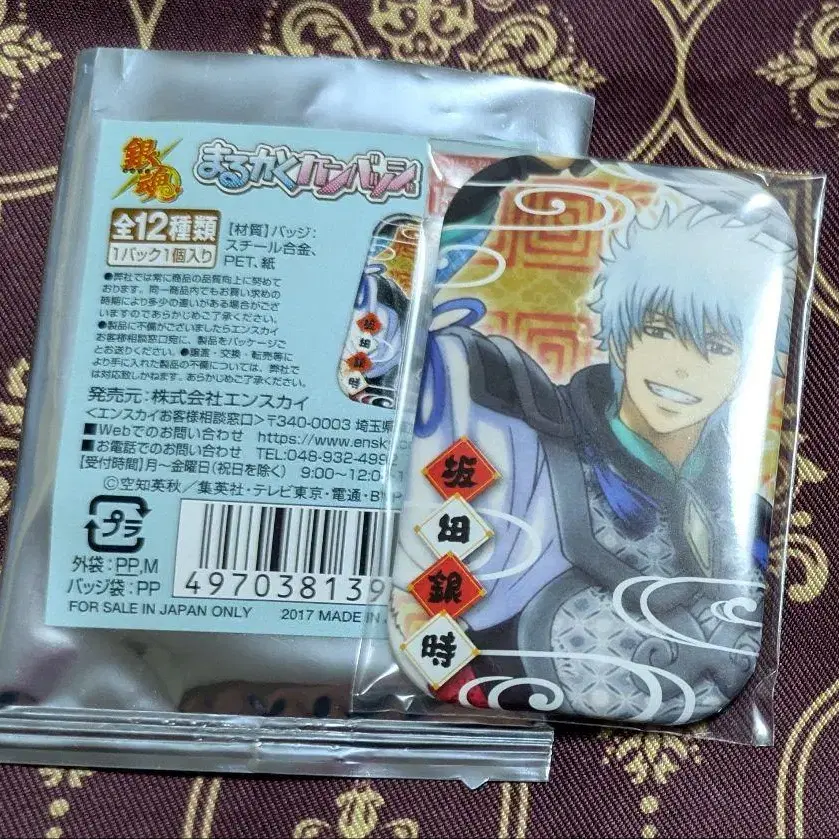 銀魂
まるかくカンバッジ
全12種類
1パック1個入り
【材質】バッジ:
スチール合金、
PET、紙
●弊社では常に商品の品質向上に努めて
おります。同一商品内でもお買い求めの
時期により多少の違いがある場合がござ
いますのであらかじめご了承ください。
●製品に不備がございましたらエンスカイ
お客様相談窓口宛に、製品をパッケージご
とお送りください。●譲渡・交換・転売等に
より手に入れた製品の不備については、弊社で
は対応致しかねます。あらかじめご了承ください。
発売元:株式会社エンスカイ
<エンスカイお客様相談窓口>〒340-0003 埼玉県
■Webでのお問い合わせ https://www.ensky
■お電話でのお問い合わせ TEL:048-932-499
【受付時間】月~金曜日(祝日を除く) 9:00~12:0
©空知英秋/集英社・テレビ東京・電通・B
プラ
外袋:PP,M
バッジ袋:PP
497038139
FOR SALE IN JAPAN ONLY 2017 MADE IN
坂田銀時
坂田銀時